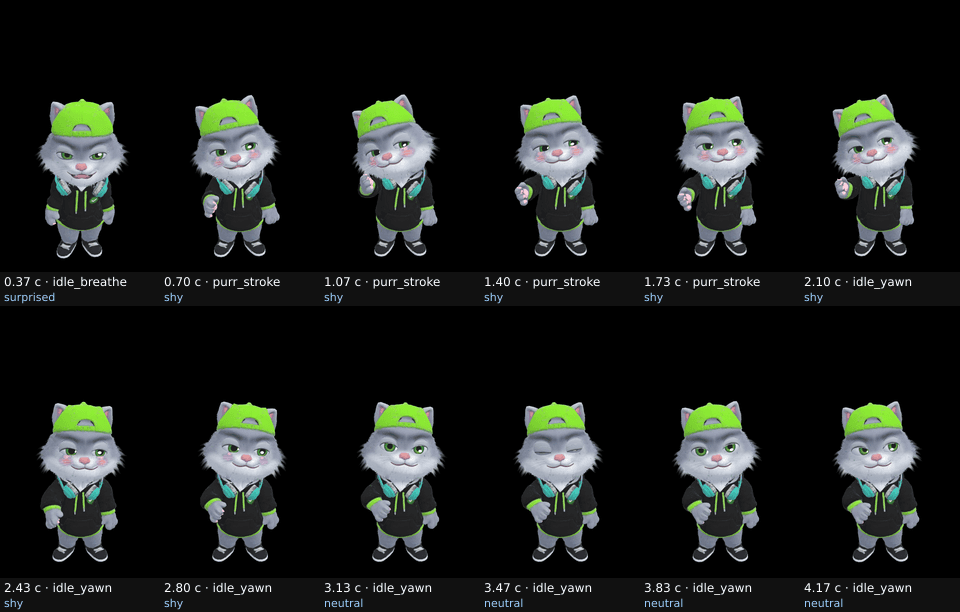 0.37 c · idle_breathe
surprised
0.70 c · purr_stroke
shy
1.07 c · purr_stroke
shy
1.40 c · purr_stroke
shy
1.73 c · purr_stroke
shy
2.10 c · idle_yawn
shy
2.43 c · idle_yawn
shy
2.80 c · idle_yawn
shy
3.13 c · idle_yawn
neutral
3.47 c · idle_yawn
neutral
3.83 c · idle_yawn
neutral
4.17 c · idle_yawn
neutral